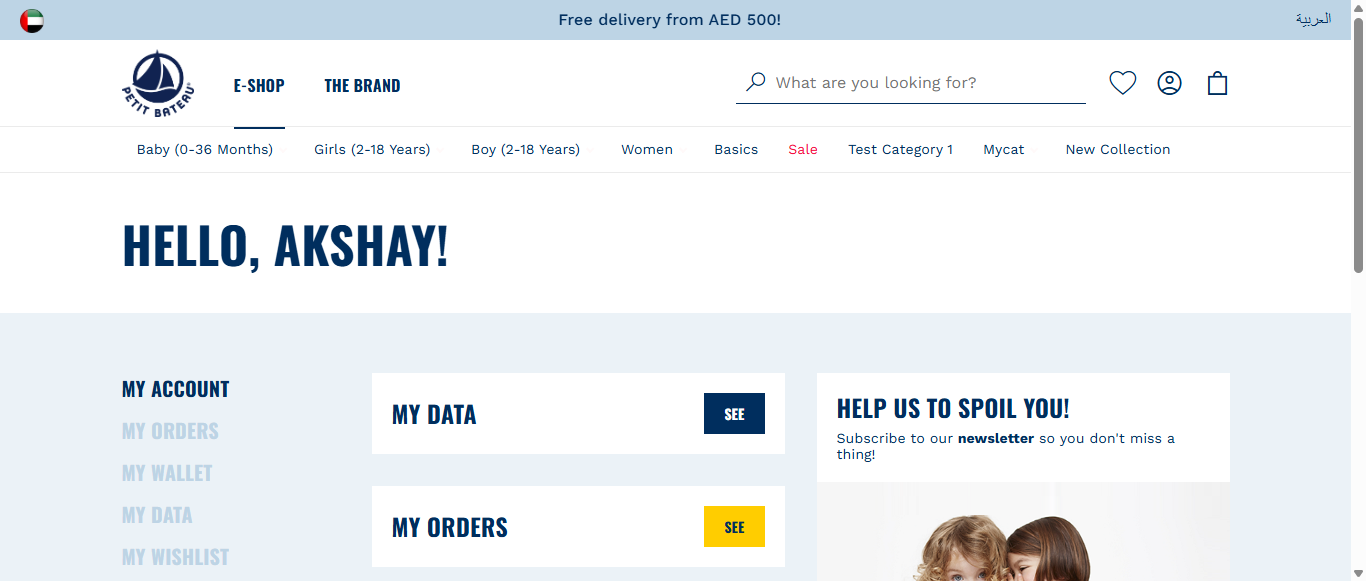 Free delivery from AED 500!
العربية
PETIT BATEAU
E-SHOP
THE BRAND
What are you looking for?
Baby (0-36 Months)
Girls (2-18 Years)
Boy (2-18 Years)
Women
Basics
Sale
Test Category 1
Mycat
New Collection
HELLO, AKSHAY!
MY ACCOUNT
MY ORDERS
MY WALLET
MY DATA
MY WISHLIST
MY DATA
SEE
MY ORDERS
SEE
HELP US TO SPOIL YOU!
Subscribe to our newsletter so you don't miss a
thing!